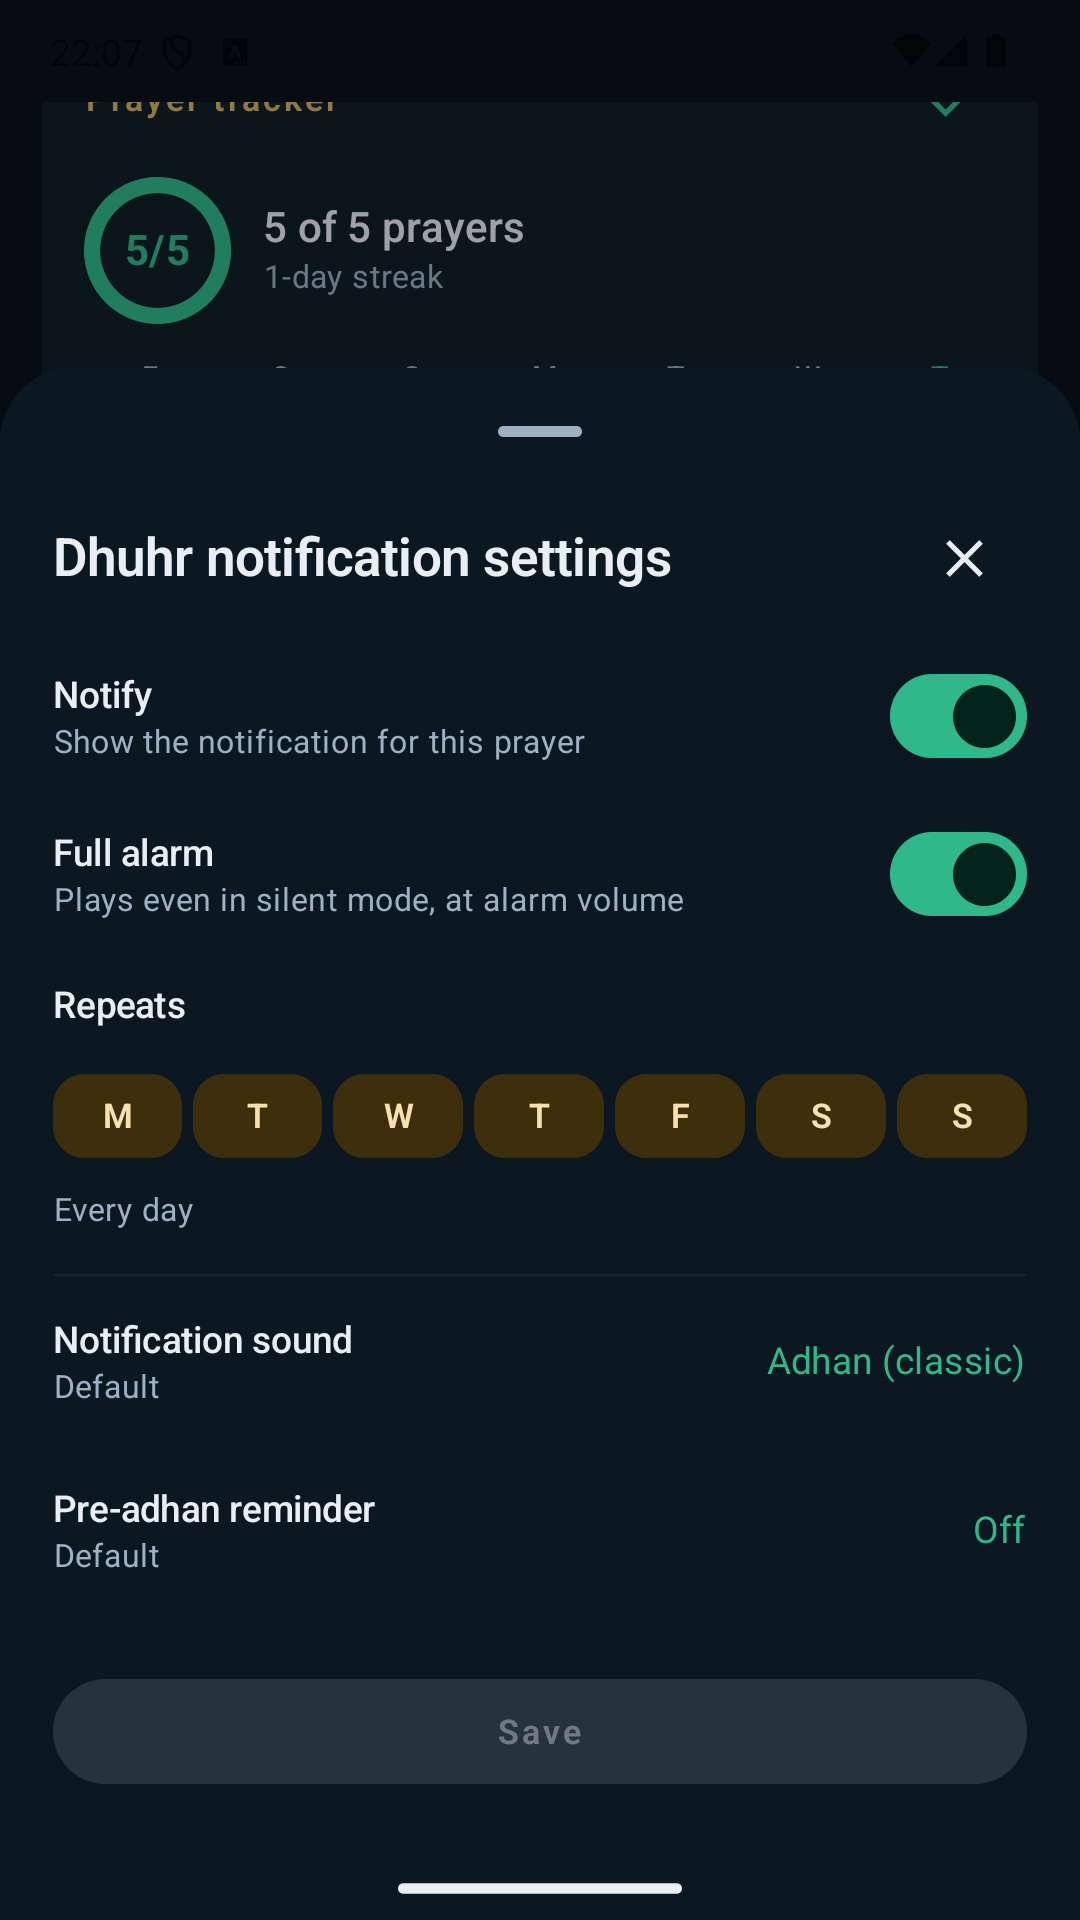 22:07
Prayer tracker
5/5
5 of 5 prayers
1-day streak
Dhuhr notification settings
Notify
Show the notification for this prayer
Full alarm
Plays even in silent mode, at alarm volume
Repeats
M T W T F S S
Every day
Notification sound
Default
Adhan (classic)
Pre-adhan reminder
Default
Off
Save